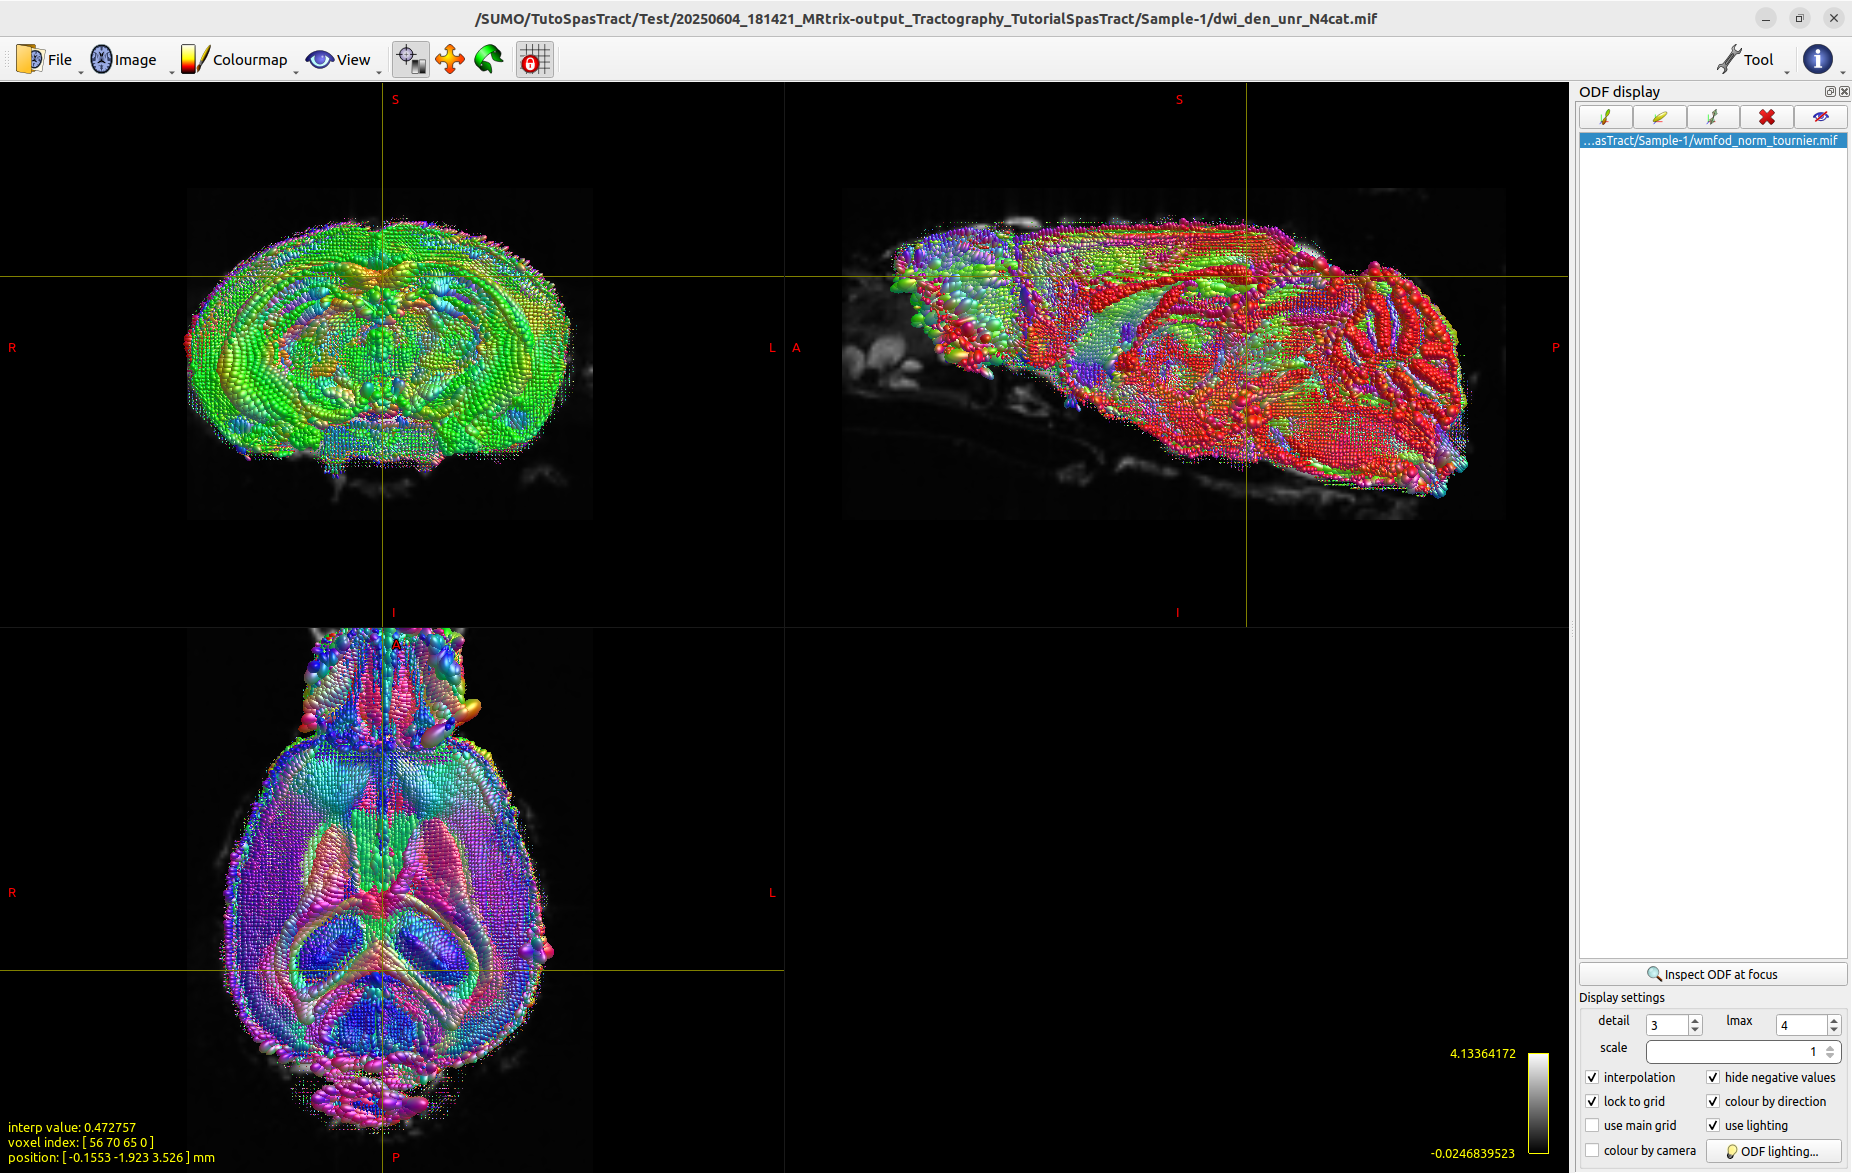 /SUMO/TutoSpasTract/Test/20250604_181421_MRtrix-output_Tractography_TutorialSpasTract/Sample-1/dwi_den_unr_N4cat.mif
File Image Colourmap View Tool
ODF display
...asTract/Sample-1/wmfod_norm_tournier.mif
S
S
R
L
A
P
I
I
A
R
L
P
interp value: 0.472757
voxel index: [ 56 70 65 0 ]
position: [ -0.1553 -1.923 3.526 ] mm
4.13364172
-0.0246839523
Inspect ODF at focus
Display settings
detail 3 lmax 4
scale 1
interpolation hide negative values
lock to grid colour by direction
use main grid use lighting
colour by camera ODF lighting...